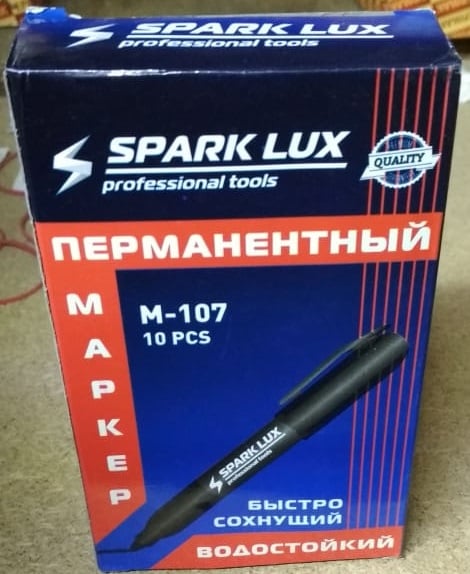 SPARK LUX
professional tools
SPARK LUX
professional tools
QUALITY
ПЕРМАНЕНТНЫЙ
МАРКЕР
М-107
10 PCS
SPARK LUX
professional tools
БЫСТРО
СОХНУЩИЙ
ВОДОСТОЙКИЙ